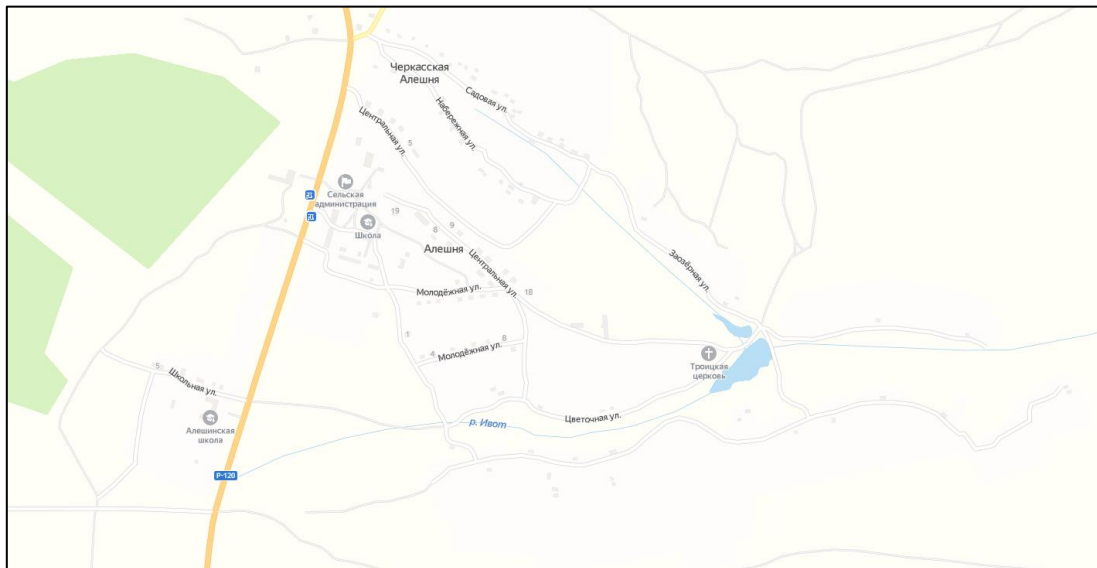 Черкасская
Алешня
Садовая ул.
Набережная ул.
Центральная ул.
5
Сельская
администрация
19
8
9
Школа
Алешня
Центральная ул.
Заозёрная ул.
Молодёжная ул.
18
1
8
4
Молодёжная ул.
Троицкая
церковь
5
Школьная ул.
Алешинская
школа
Цветочная ул.
р. Ивот
Р-120